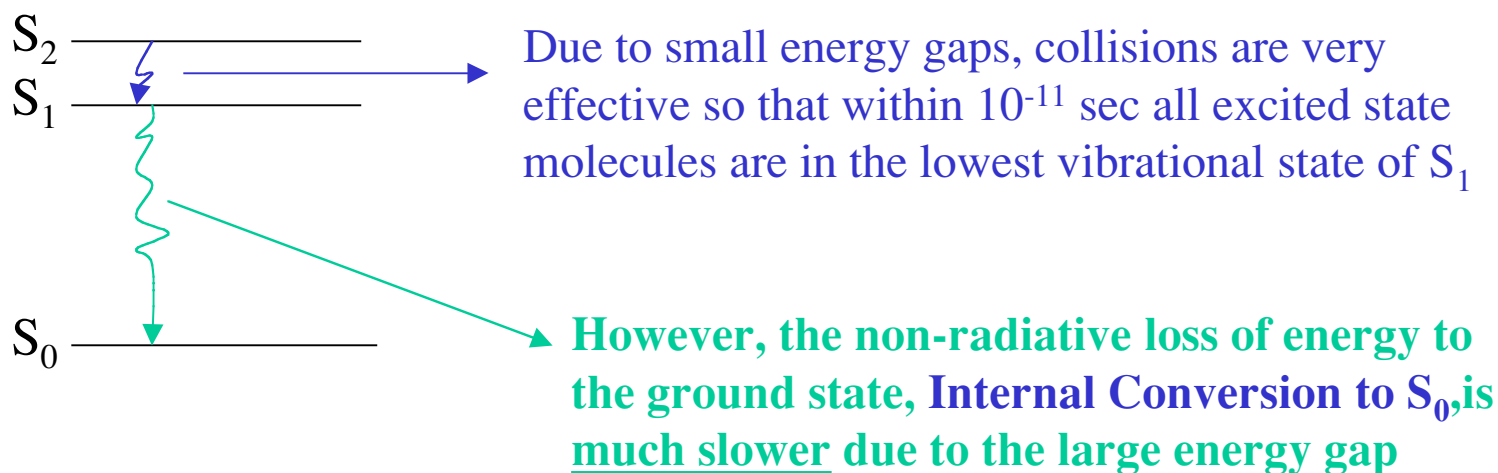 S₂
Due to small energy gaps, collisions are very
S₁
effective so that within 10⁻¹¹ sec all excited state
molecules are in the lowest vibrational state of S₁
S₀
However, the non-radiative loss of energy to
the ground state, Internal Conversion to S₀,is
much slower due to the large energy gap